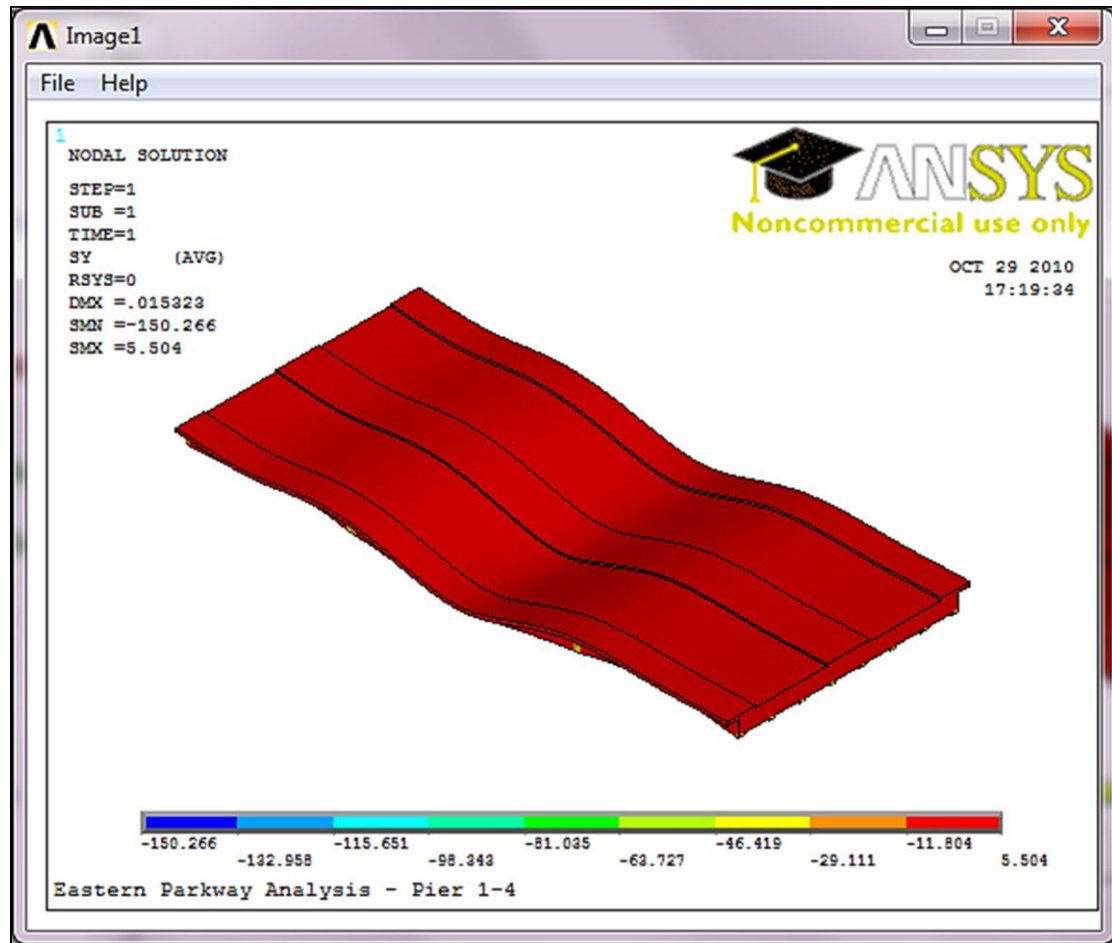 Image1
File Help
1
NODAL SOLUTION
STEP=1
SUB =1
TIME=1
SY (AVG)
RSYS=0
DMX =.015323
SMN =-150.266
SMX =5.504
ANSYS
Noncommercial use only
OCT 29 2010
17:19:34
-150.266 -115.651 -81.035 -46.419 -11.804
-132.958 -98.343 -63.727 -29.111 5.504
Eastern Parkway Analysis - Pier 1-4